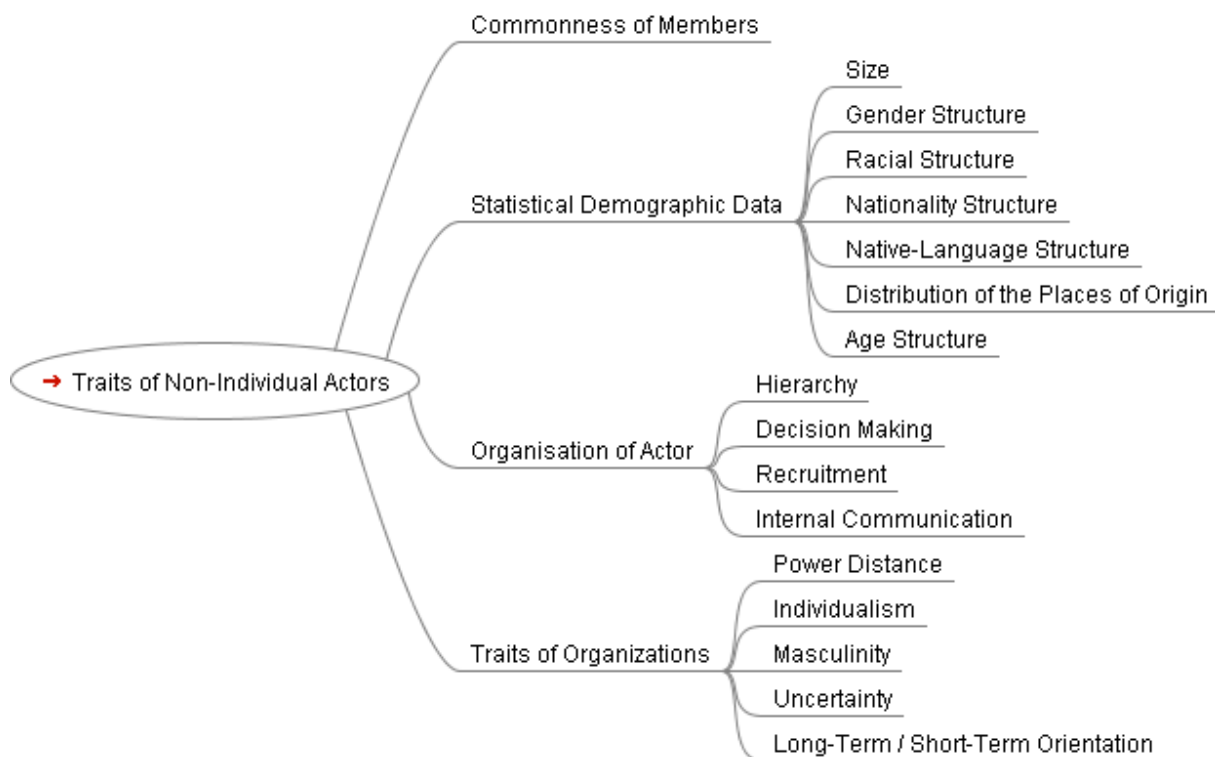 Commonness of Members
Size
Gender Structure
Racial Structure
Statistical Demographic Data
Nationality Structure
Native-Language Structure
Distribution of the Places of Origin
Age Structure
→ Traits of Non-Individual Actors
Hierarchy
Decision Making
Organisation of Actor
Recruitment
Internal Communication
Power Distance
Individualism
Traits of Organizations
Masculinity
Uncertainty
Long-Term / Short-Term Orientation